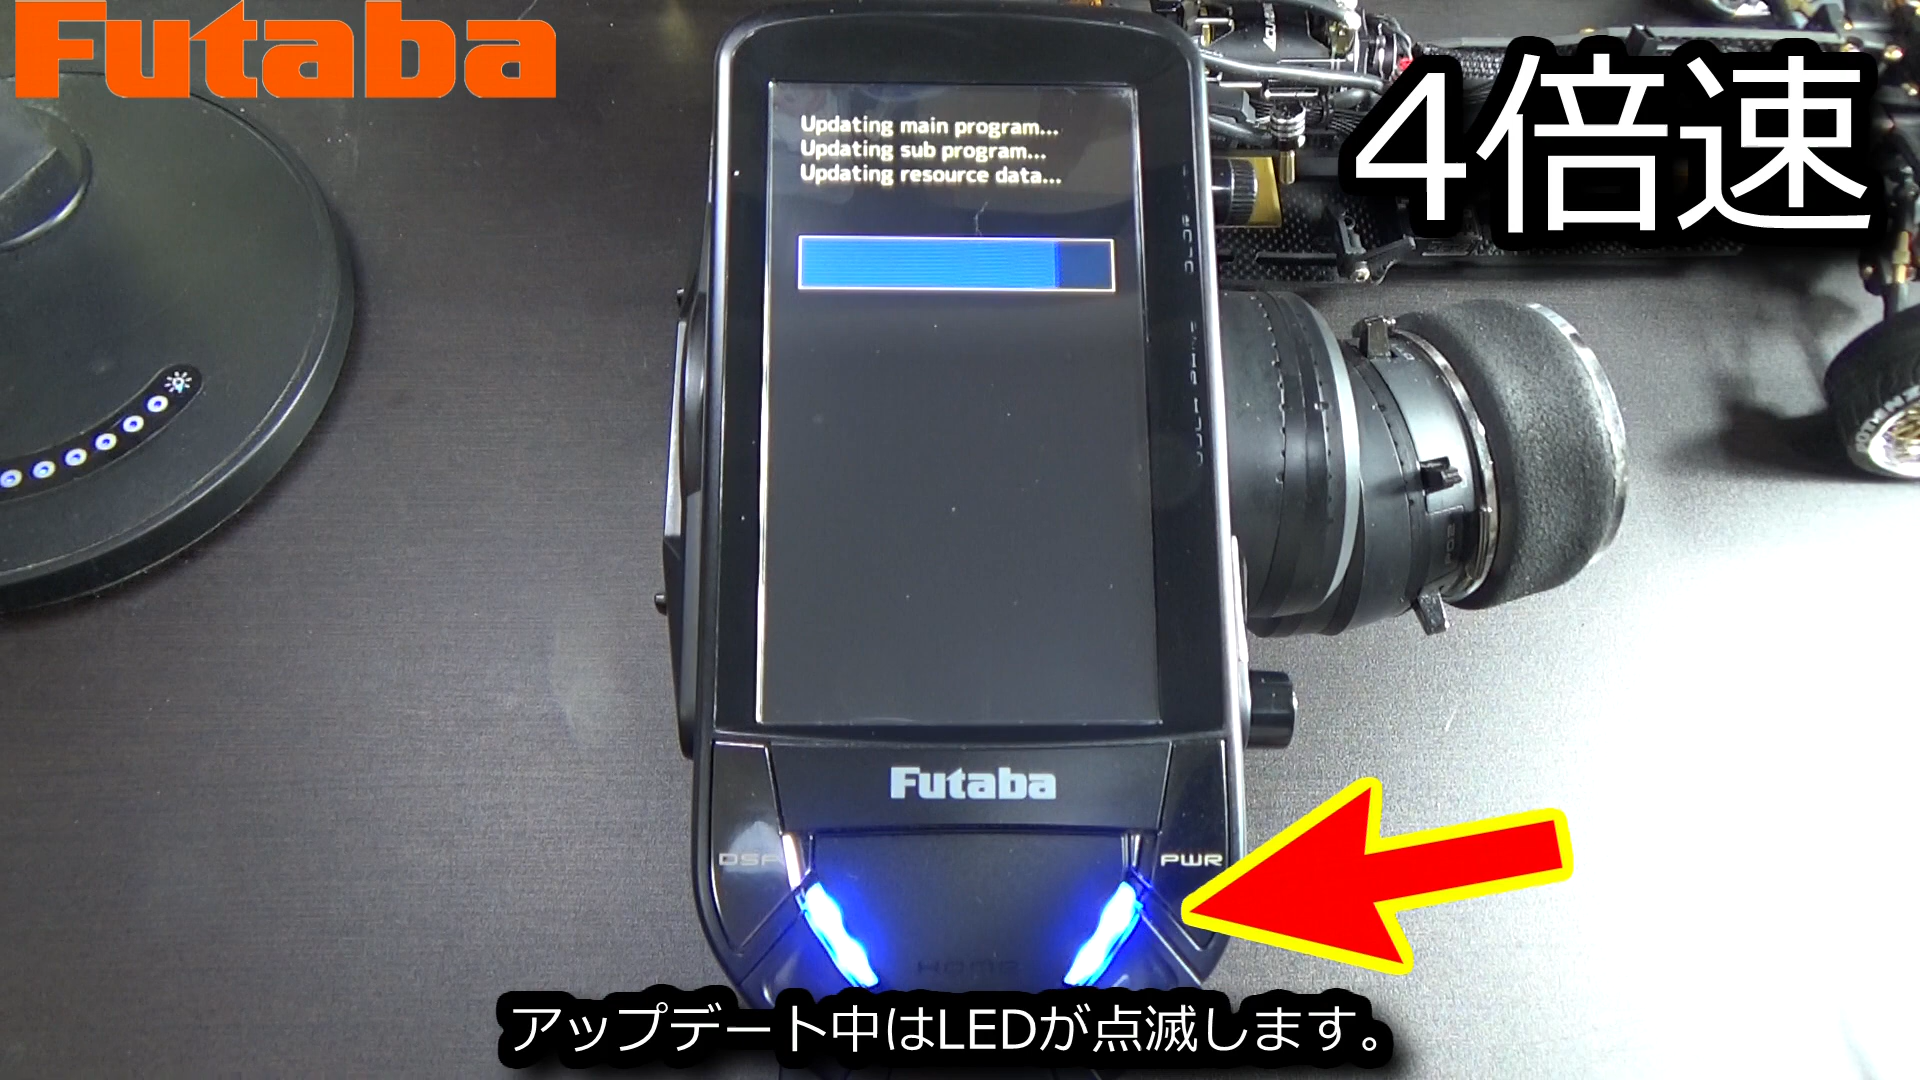 Futaba
4倍速
Updating main program...
Updating sub program...
Updating resource data...
Futaba
PWR
HOME
アップデート中はLEDが点滅します。